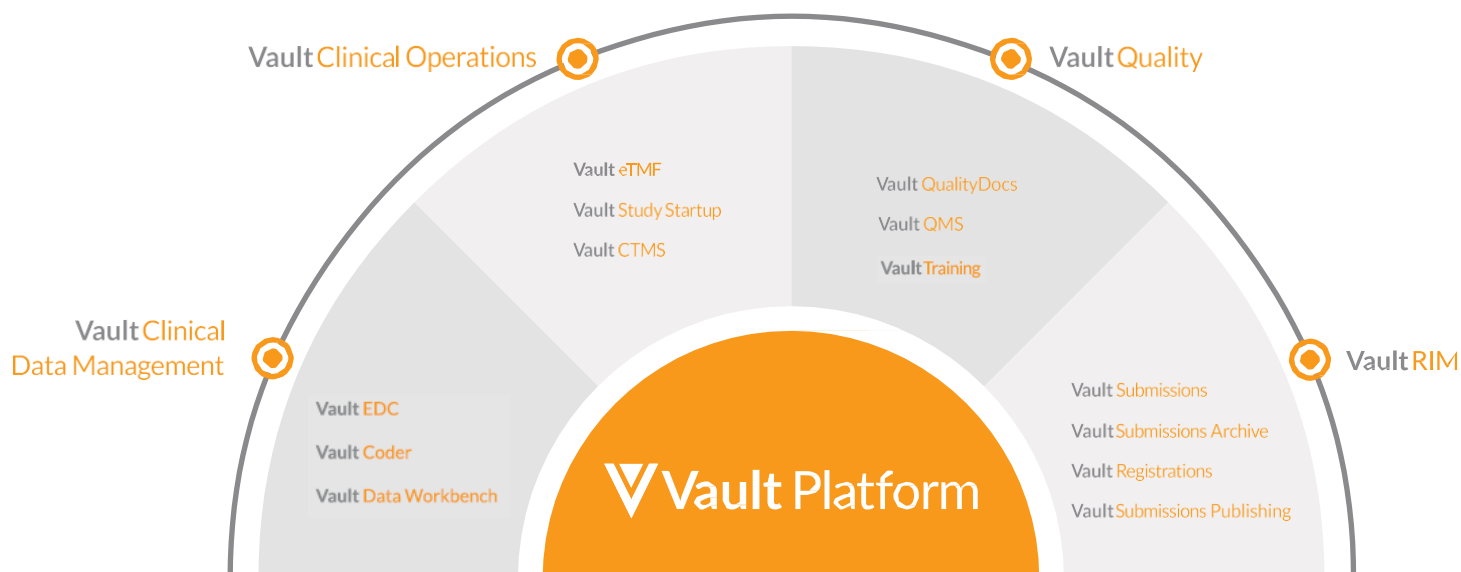 Vault Clinical Operations
Vault Quality
Vault eTMF
Vault Study Startup
Vault CTMS
Vault QualityDocs
Vault QMS
Vault Training
Vault Clinical
Data Management
Vault RIM
Vault EDC
Vault Coder
Vault Data Workbench
Vault Submissions
Vault Submissions Archive
Vault Registrations
Vault Submissions Publishing
Vault Platform